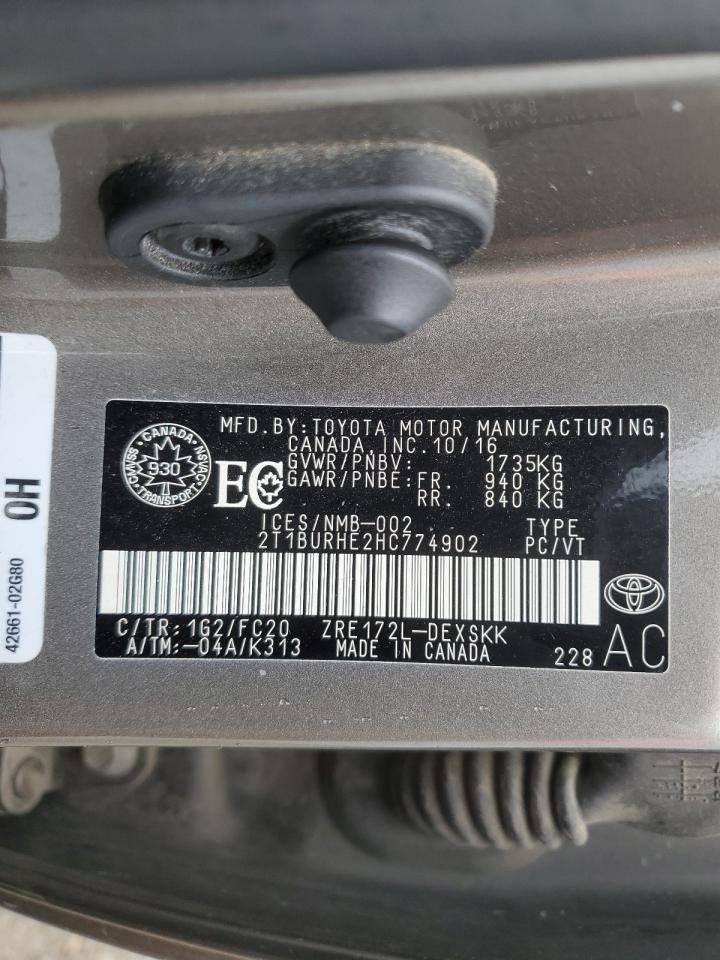 MFD.BY:TOYOTA MOTOR MANUFACTURING,
CANADA,INC.10/16
GVWR/PNBV: 1735KG
GAWR/PNBE:FR. 940 KG
RR. 840 KG
CANADA
930
TRANSPORT
EC
ICES/NMB-002 TYPE
2T1BURHE2HC774902 PC/VT
C/TR:1G2/FC20 ZRE172L-DEXSKK
A/TM:-04A/K313 MADE IN CANADA
228 AC
OH
42661-02G80